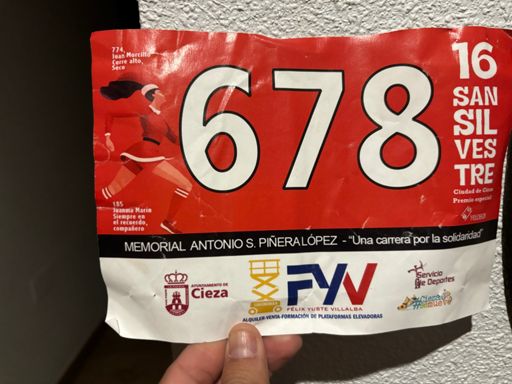 774,
Juan Morcillo
Corre alto,
Seco
678
16
SAN
SIL
VES
TRE
Ciudad de Cieza
Premio especial
185
Juanma Marín
Siempre en
el recuerdo,
compañero
MEMORIAL ANTONIO S. PIÑERA LÓPEZ - "Una carrera por la solidaridad"
AYUNTAMIENTO DE
Cieza
FYV
FÉLIX YUSTE VILLALBA
ALQUILER-VENTA-FORMACIÓN DE PLATAFORMAS ELEVADORAS
Servicio
de Deportes